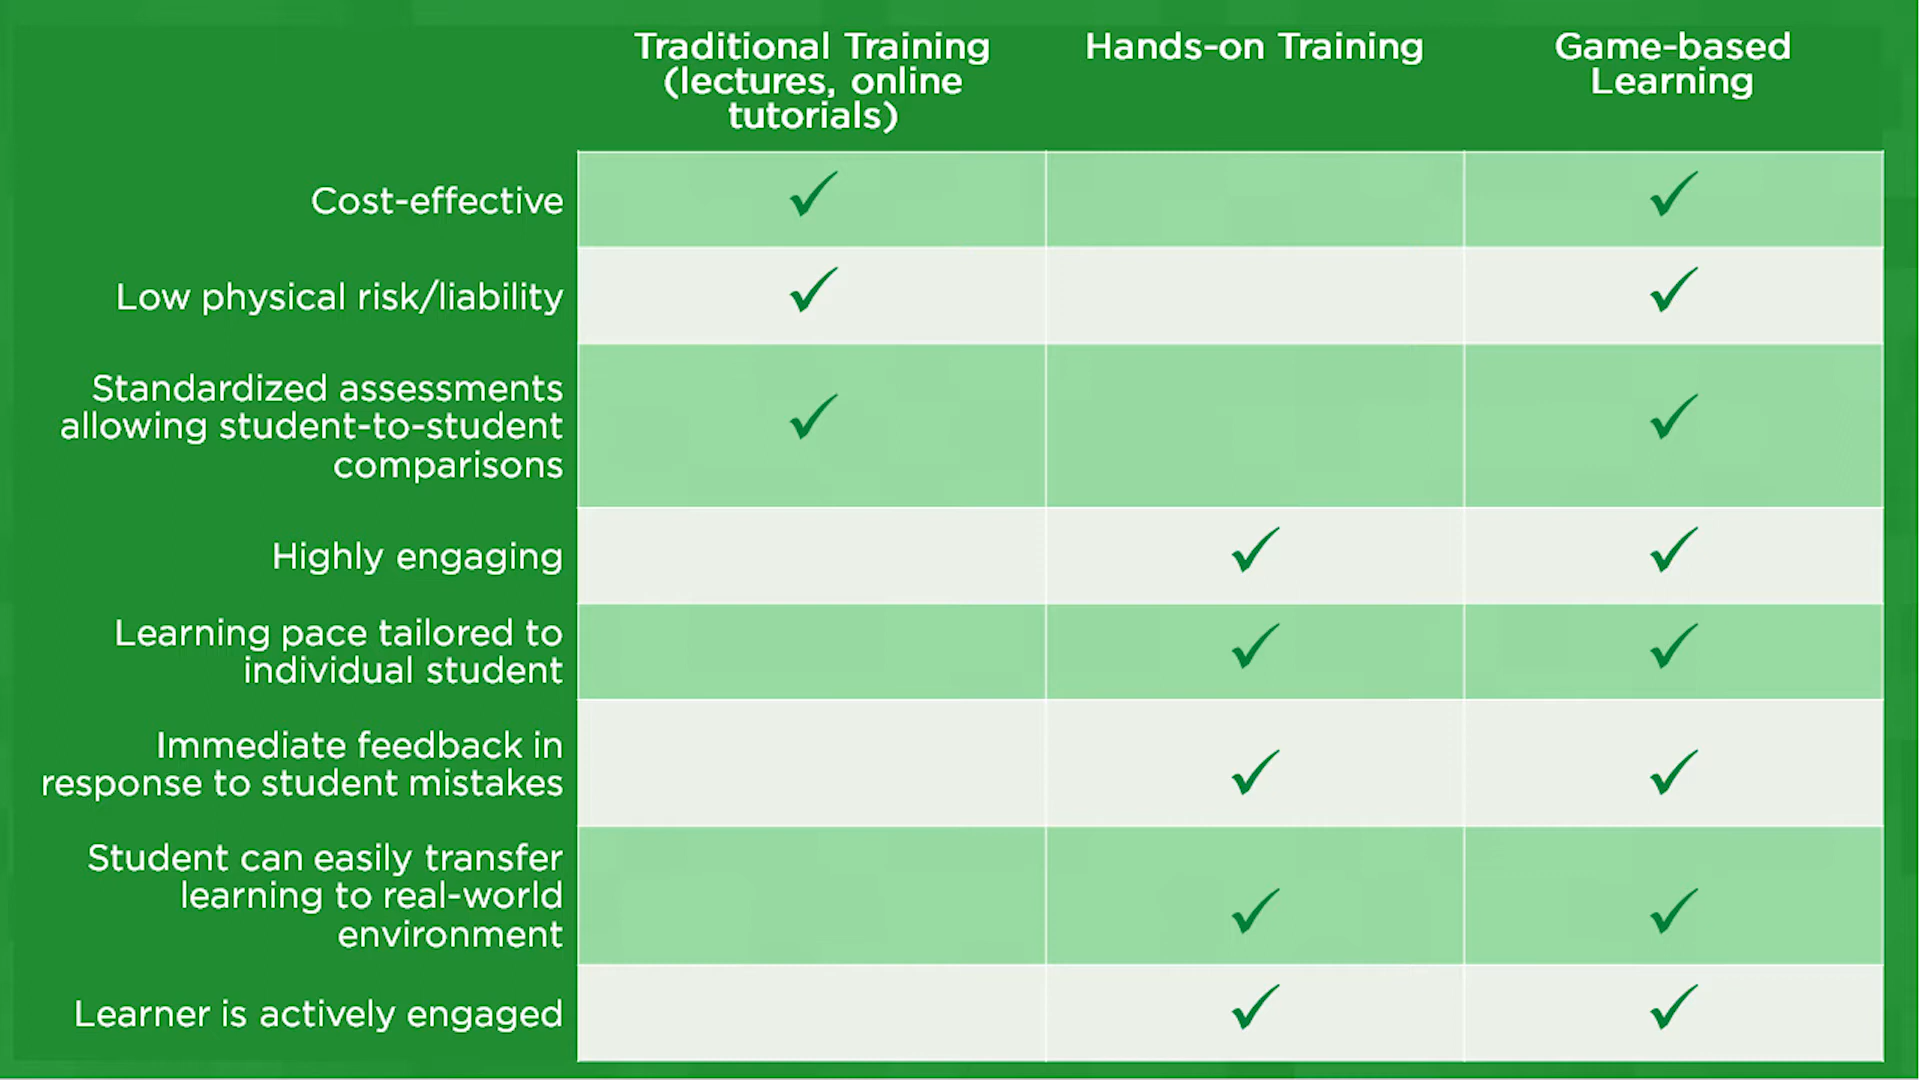 Traditional Training
(lectures, online
tutorials)
Hands-on Training
Game-based
Learning
Cost-effective
✓ ✓
Low physical risk/liability
✓ ✓
Standardized assessments
allowing student-to-student
comparisons
✓ ✓
Highly engaging
✓ ✓
Learning pace tailored to
individual student
✓ ✓
Immediate feedback in
response to student mistakes
✓ ✓
Student can easily transfer
learning to real-world
environment
✓ ✓
Learner is actively engaged
✓ ✓